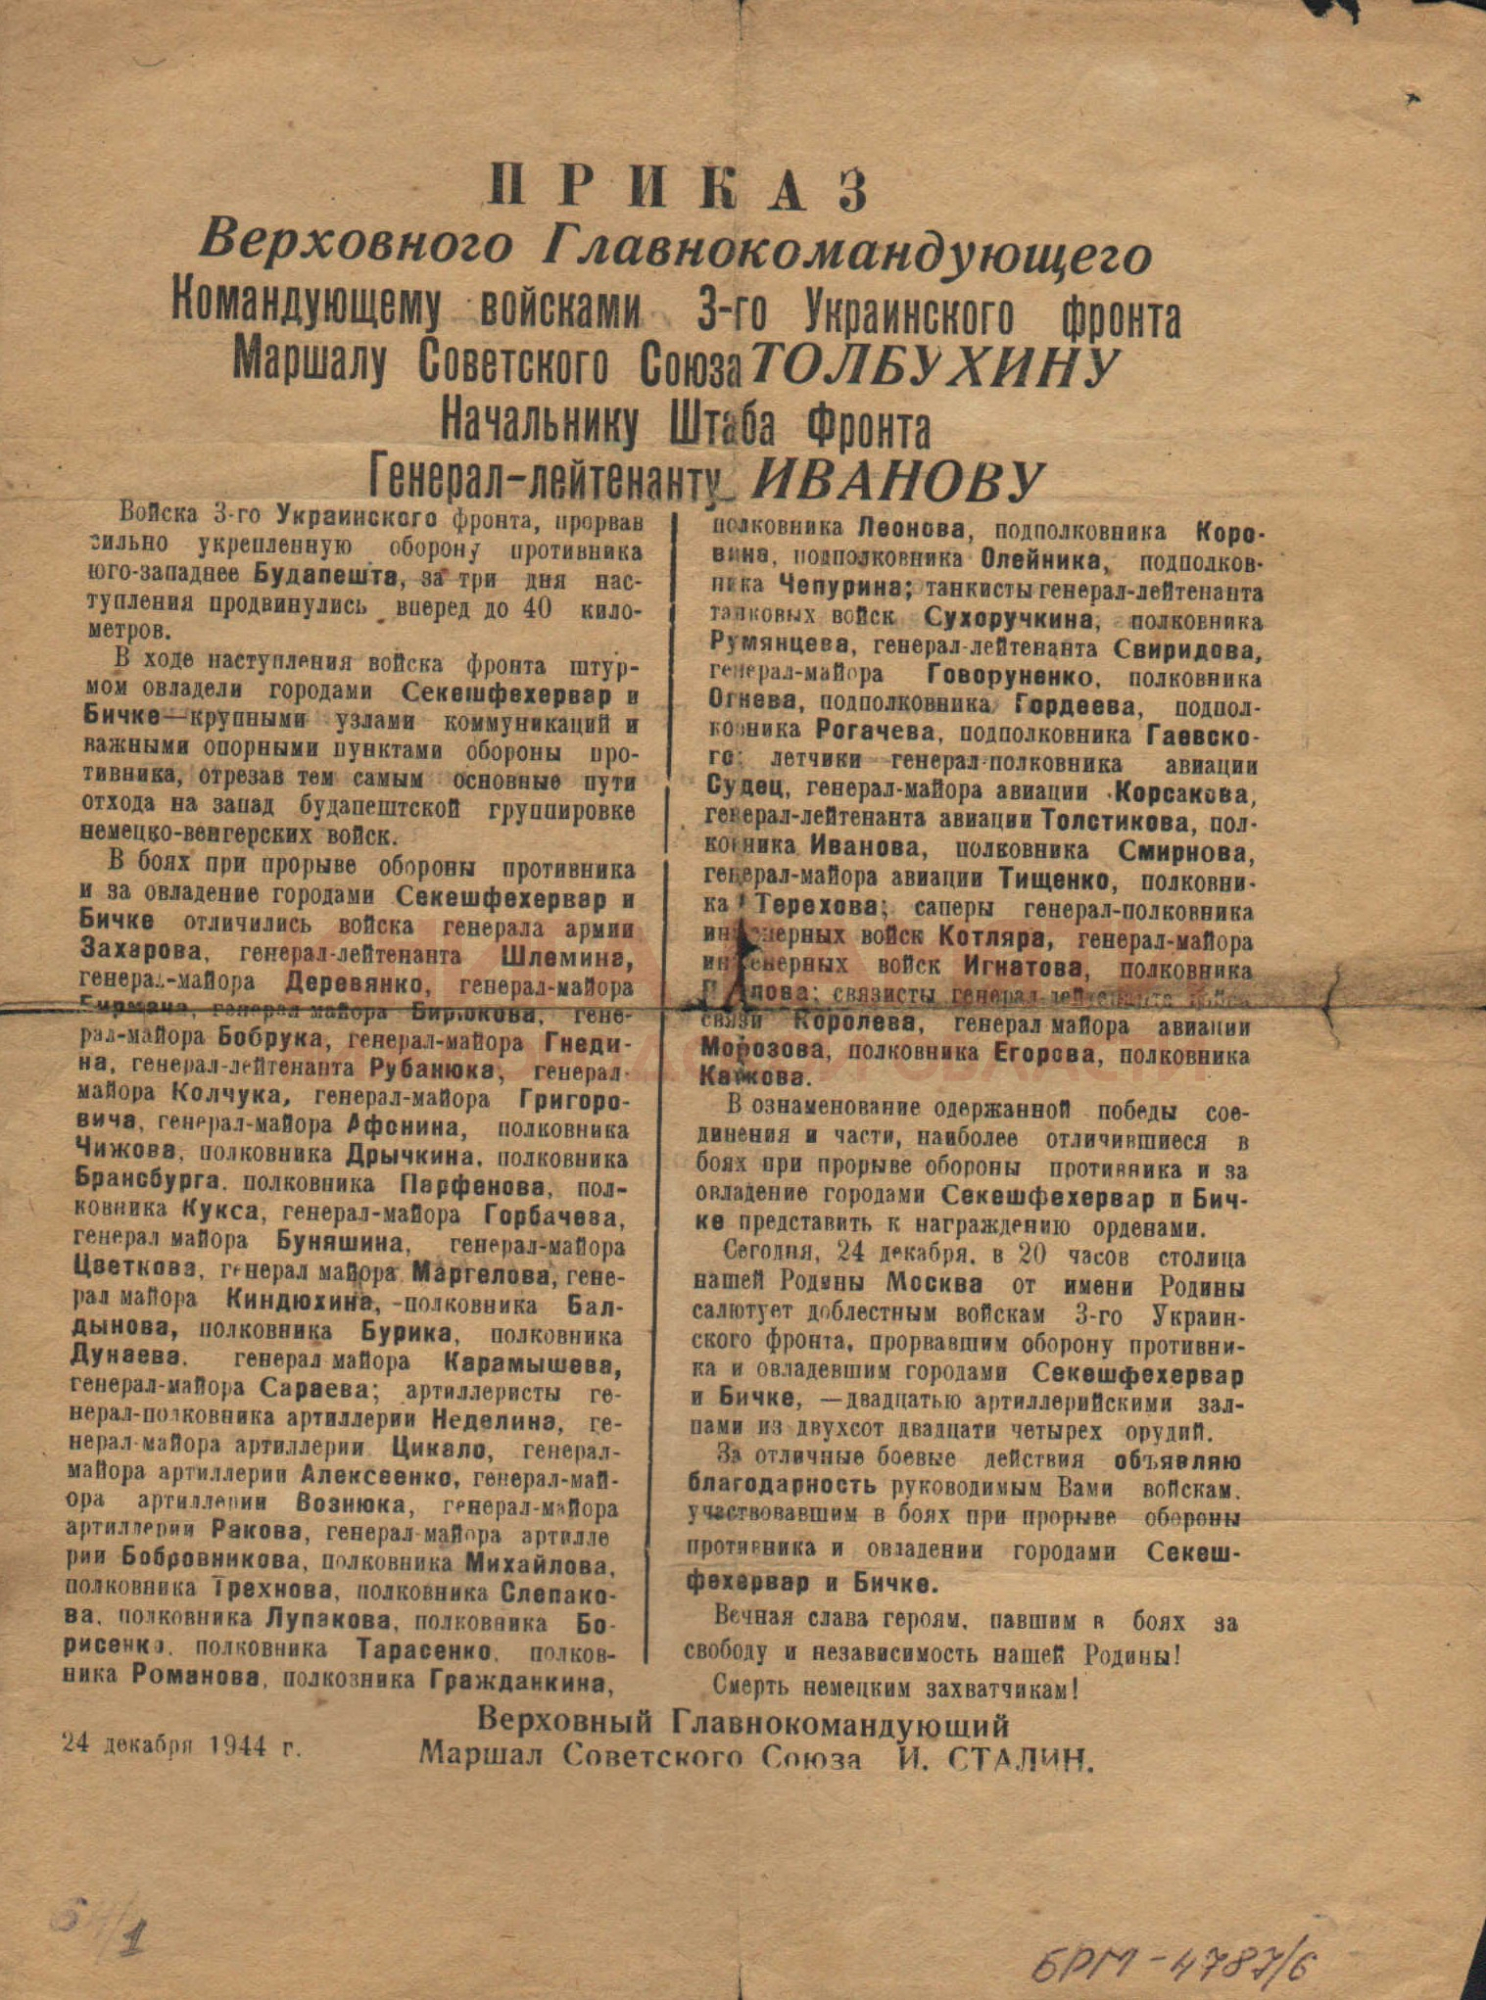 ПРИКАЗ
Верховного Главнокомандующего
Командующему войсками 3-го Украинского фронта
Маршалу Советского Союза ТОЛБУХИНУ
Начальнику Штаба Фронта
Генерал-лейтенанту ИВАНОВУ
Войска 3-го Украинского фронта, прорвав
сильно укрепленную оборону противника
юго-западнее Будапешта, за три дня нас-
тупления продвинулись вперед до 40 кило-
метров.
В ходе наступления войска фронта штур-
мом овладели городами Секешфехервар и
Бичке—крупными узлами коммуникаций и
важными опорными пунктами обороны про-
тивника, отрезав тем самым основные пути
отхода на запад будапештской группировке
немецко-венгерских войск.
В боях при прорыве обороны противника
и за овладение городами Секешфехервар и
Бичке отличились войска генерала армии
Захарова, генерал-лейтенанта Шлемина,
генерал-майора Деревянко, генерал-майора
Бирмана, генерал майора Бирюкова, гене-
рал-майора Бобрука, генерал-майора Гнеди-
на, генерал-лейтенанта Рубанюка, генерал-
майора Колчука, генерал-майора Григоро-
вича, генерал-майора Афонина, полковника
Чижова, полковника Дрычкина, полковника
Брансбурга, полковника Парфенова, пол-
ковника Кукса, генерал-майора Горбачева,
генерал майора Буняшина, генерал-майора
Цветкова, генерал майора Маргелова, гене-
рал майора Киндюхина, -полковника Бал-
дынова, полковника Бурика, полковника
Дунаева, генерал майора Карамышева,
генерал-майора Сараева; артиллеристы ге-
нерал-полковника артиллерии Неделина, ге-
нерал-майора артиллерии Цикало, генерал-
майора артиллерии Алексеенко, генерал-май-
ора артиллерии Вознюка, генерал-майора
артиллерии Ракова, генерал-майора артилле
рии Бобровникова, полковника Михайлова,
полковника Трехнова, полковника Слепако-
ва, полковника Лупакова, полковника Бо-
рисенко, полковника Тарасенко, полков-
ника Романова, полковника Гражданкина,
полковника Леонова, подполковника Коро-
вина, подполковника Олейника, подполков-
ника Чепурина; танкисты генерал-лейтенанта
танковых войск Сухоручкина, полковника
Румянцева, генерал-лейтенанта Свиридова,
генерал-майора Говоруненко, полковника
Огнева, подполковника Гордеева, подпол-
ковника Рогачева, подполковника Гаевско-
го; летчики генерал-полковника авиации
Судец, генерал-майора авиации Корсакова,
генерал-лейтенанта авиации Толстикова, пол-
ковника Иванова, полковника Смирнова,
генерал-майора авиации Тищенко, полковни-
ка Терехова; саперы генерал-полковника
инженерных войск Котляра, генерал-майора
инженерных войск Игнатова, полковника
связисты генерал-лейтенанта войск
связи Королева, генерал майора авиации
Морозова, полковника Егорова, полковника
В ознаменование одержанной победы сое-
динения и части, наиболее отличившиеся в
боях при прорыве обороны противника и за
овладение городами Секешфехервар и Бич-
ке представить к награждению орденами.
Сегодня, 24 декабря, в 20 часов столица
нашей Родины Москва от имени Родины
салютует доблестным войскам 3-го Украин-
ского фронта, прорвавшим оборону противни-
ка и овладевшим городами Секешфехервар
и Бичке, —двадцатью артиллерийскими зал-
пами из двухсот двадцати четырех орудий.
За отличные боевые действия объявляю
благодарность руководимым Вами войскам,
участвовавшим в боях при прорыве обороны
противника и овладении городами Секеш-
фехервар и Бичке.
Вечная слава героям, павшим в боях за
свободу и независимость нашей Родины!
Смерть немецким захватчикам!
Верховный Главнокомандующий
24 декабря 1944 г. Маршал Советского Союза И. СТАЛИН.
БРМ-4787/6